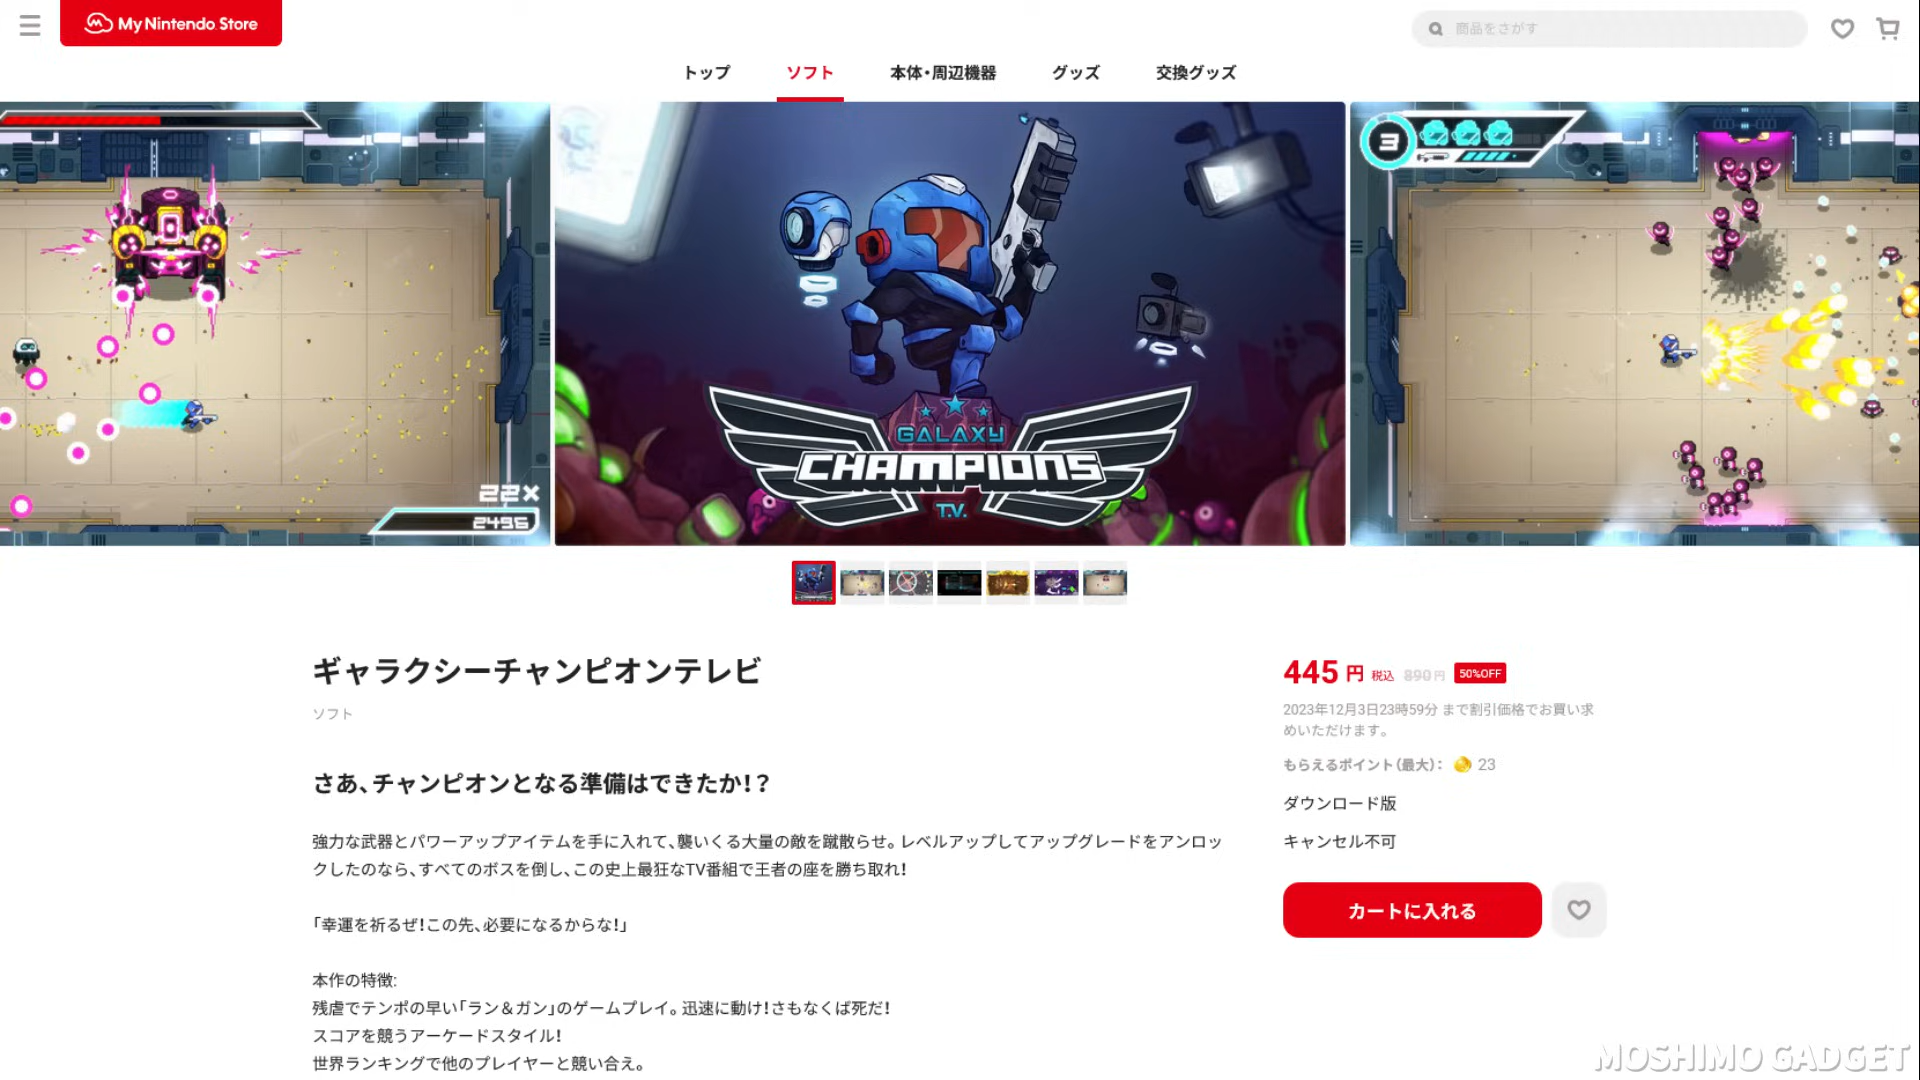 My Nintendo Store
商品をさがす
トップ
ソフト
本体・周辺機器
グッズ
交換グッズ
3
22x
2496
GALAXY
CHAMPIONS
T.V.
ギャラクシーチャンピオンテレビ
ソフト
445 円 税込 890円 50%OFF
2023年12月3日23時59分 まで割引価格でお買い求
めいただけます。
もらえるポイント（最大）： 23
ダウンロード版
キャンセル不可
カートに入れる
さあ、チャンピオンとなる準備はできたか！？
強力な武器とパワーアップアイテムを手に入れて、襲いくる大量の敵を蹴散らせ。レベルアップしてアップグレードをアンロッ
クしたのなら、すべてのボスを倒し、この史上最狂なTV番組で王者の座を勝ち取れ！
「幸運を祈るぜ！この先、必要になるからな！」
本作の特徴:
残虐でテンポの早い「ラン＆ガン」のゲームプレイ。迅速に動け！さもなくば死だ！
スコアを競うアーケードスタイル！
世界ランキングで他のプレイヤーと競い合え。
MOSHIMO GADGET